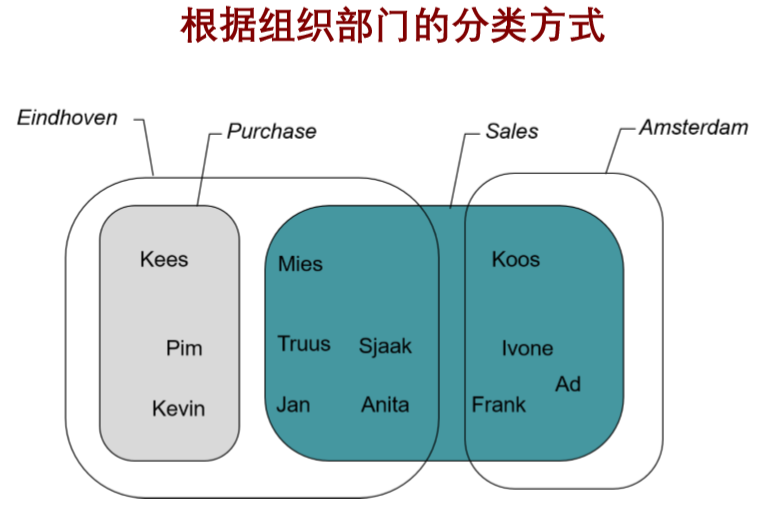 根据组织部门的分类方式
Eindhoven
Purchase
Sales
Amsterdam
Kees
Mies
Koos
Pim
Truus
Sjaak
Ivone
Ad
Kevin
Jan
Anita
Frank